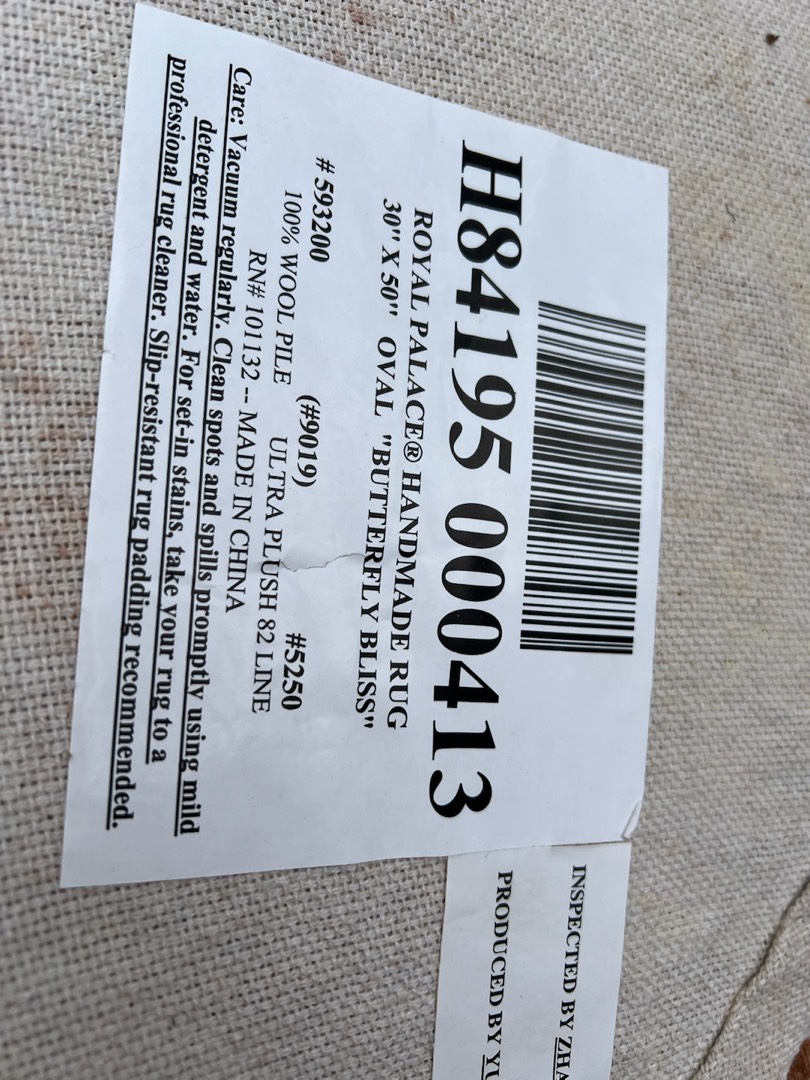 H84195 000413
ROYAL PALACE® HANDMADE RUG
30" X 50" OVAL "BUTTERFLY BLISS"
# 593200 (#9019) #5250
100% WOOL PILE ULTRA PLUSH 82 LINE
RN# 101132 -- MADE IN CHINA
Care: Vacuum regularly. Clean spots and spills promptly using mild
detergent and water. For set-in stains, take your rug to a
professional rug cleaner. Slip-resistant rug padding recommended.
INSPECTED BY
PRODUCED BY